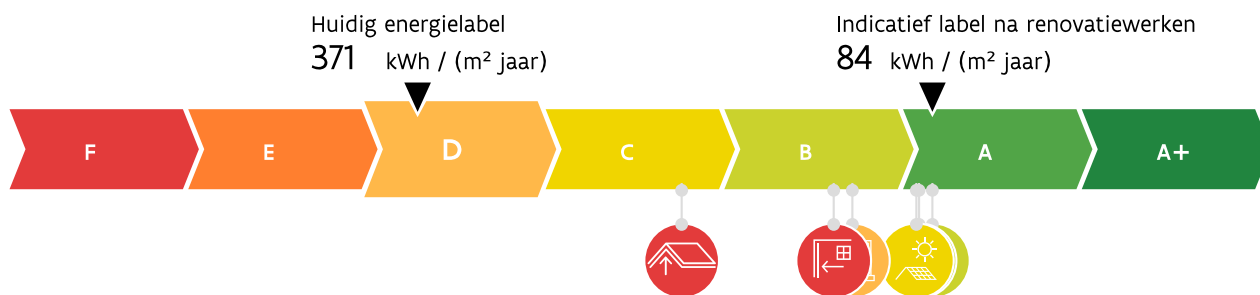 Huidig energielabel
371 kWh / (m² jaar)
Indicatief label na renovatiewerken
84 kWh / (m² jaar)
F E D C B A A+